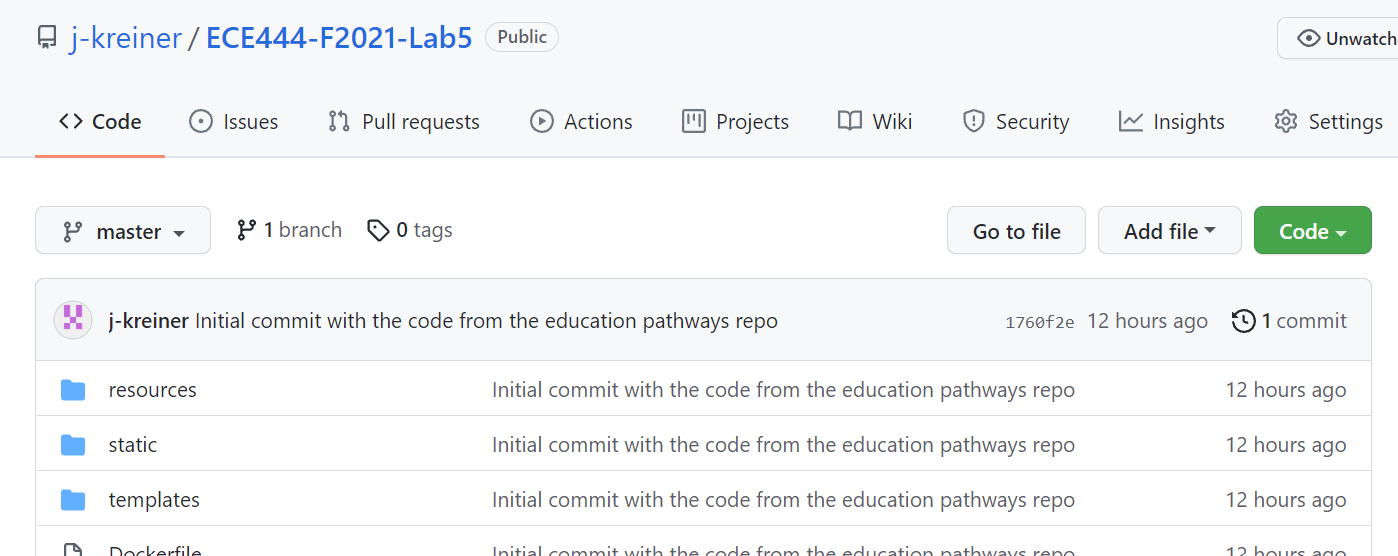 j-kreiner / ECE444-F2021-Lab5 Public Unwatch
Code Issues Pull requests Actions Projects Wiki Security Insights Settings
master 1 branch 0 tags Go to file Add file Code
j-kreiner Initial commit with the code from the education pathways repo 1760f2e 12 hours ago 1 commit
resources Initial commit with the code from the education pathways repo 12 hours ago
static Initial commit with the code from the education pathways repo 12 hours ago
templates Initial commit with the code from the education pathways repo 12 hours ago
Dockerfile Initial commit with the code from the education pathways repo 12 hours ago